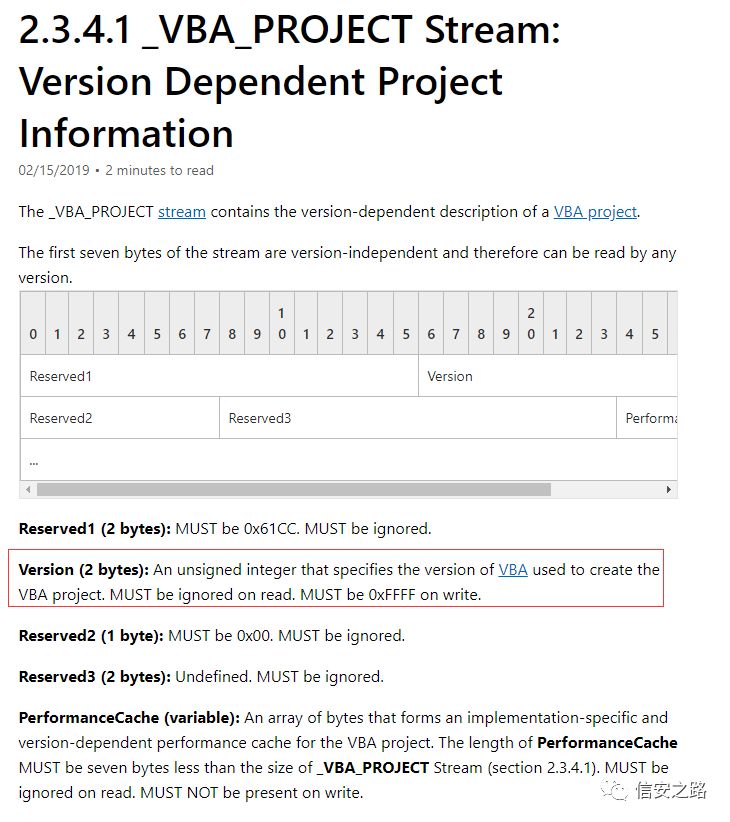 2.3.4.1 _VBA_PROJECT Stream:
Version Dependent Project
Information
02/15/2019 • 2 minutes to read
The _VBA_PROJECT stream contains the version-dependent description of a VBA project.
The first seven bytes of the stream are version-independent and therefore can be read by any
version.
0 1 2 3 4 5 6 7 8 9 10 1 2 3 4 5 6 7 8 9 20 1 2 3 4 5
Reserved1 Version
Reserved2 Reserved3 Performa
...
Reserved1 (2 bytes): MUST be 0x61CC. MUST be ignored.
Version (2 bytes): An unsigned integer that specifies the version of VBA used to create the
VBA project. MUST be ignored on read. MUST be 0xFFFF on write.
Reserved2 (1 byte): MUST be 0x00. MUST be ignored.
Reserved3 (2 bytes): Undefined. MUST be ignored.
PerformanceCache (variable): An array of bytes that forms an implementation-specific and
version-dependent performance cache for the VBA project. The length of PerformanceCache
MUST be seven bytes less than the size of _VBA_PROJECT Stream (section 2.3.4.1). MUST be
ignored on read. MUST NOT be present on write.
信安之路